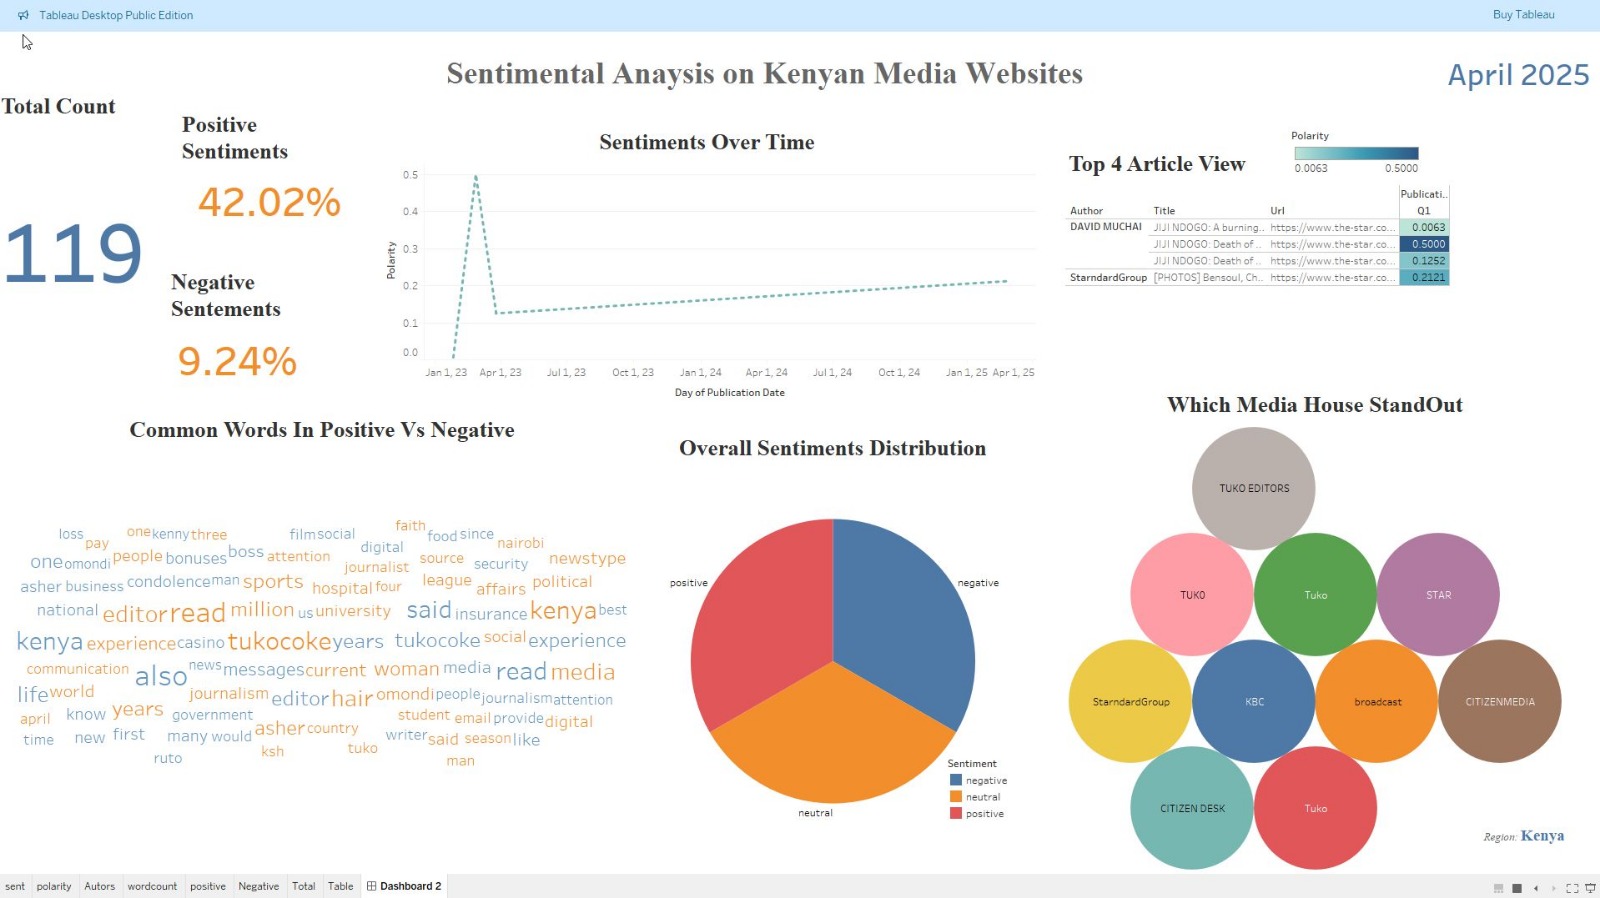 Tableau Desktop Public Edition
Buy Tableau
Sentimental Anaysis on Kenyan Media Websites
April 2025
Total Count
119
Positive
Sentiments
42.02%
Negative
Sentements
9.24%
Sentiments Over Time
Polarity
0.5
0.4
0.3
0.2
0.1
0.0
Jan 1, 23 Apr 1, 23 Jul 1, 23 Oct 1, 23 Jan 1, 24 Apr 1, 24 Jul 1, 24 Oct 1, 24 Jan 1, 25 Apr 1, 25
Day of Publication Date
Top 4 Article View
Polarity
0.0063 0.5000
Publicati..
Author Title Url Q1
DAVID MUCHAI JIJI NDOGO: A burning.. https://www.the-star.co... 0.0063
JIJI NDOGO: Death of .. https://www.the-star.co... 0.5000
JIJI NDOGO: Death of .. https://www.the-star.co... 0.1252
StarndardGroup [PHOTOS] Bensoul, Ch.. https://www.the-star.co... 0.2121
Common Words In Positive Vs Negative
loss one kenny three film social faith food since
pay boss digital nairobi
one omondi people bonuses attention journalist source security newstype
asher business condolence man sports hospital four league affairs political
national editor read million us university said insurance kenya best
kenya experience casino tukocoke years tukocoke social experience
communication also news messages current woman media read media
life world journalism editor hair omondi people journalism attention
april know years government asher country student email provide digital
time new first many would writer said season like
ruto ksh tuko man
Overall Sentiments Distribution
positive
negative
neutral
Sentiment
negative
neutral
positive
Which Media House StandOut
TUKO EDITORS
TUKO Tuko STAR
StarndardGroup KBC broadcast CITIZENMEDIA
CITIZEN DESK Tuko
Region: Kenya
sent polarity Autors wordcount positive Negative Total Table Dashboard 2